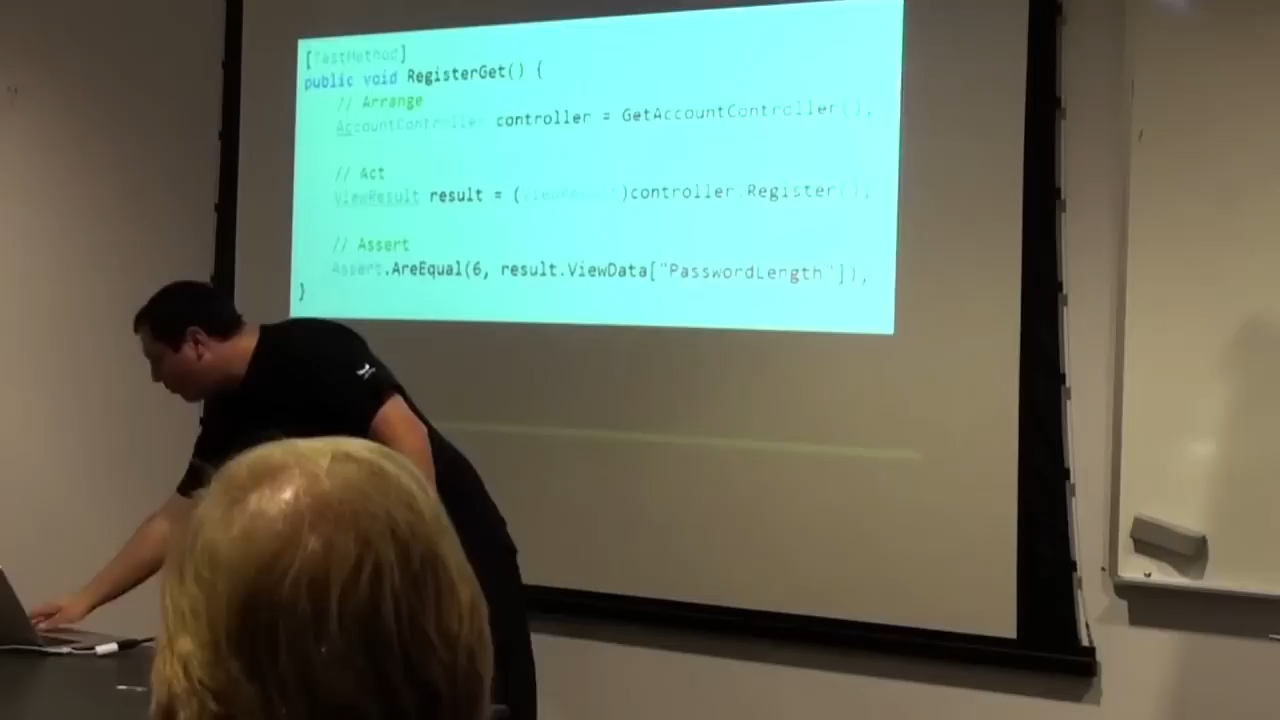 [TestMethod]
public void RegisterGet() {
// Arrange
AccountController controller = GetAccountController();
// Act
ViewResult result = (ViewResult)controller.Register();
// Assert
Assert.AreEqual(6, result.ViewData["PasswordLength"]);
}